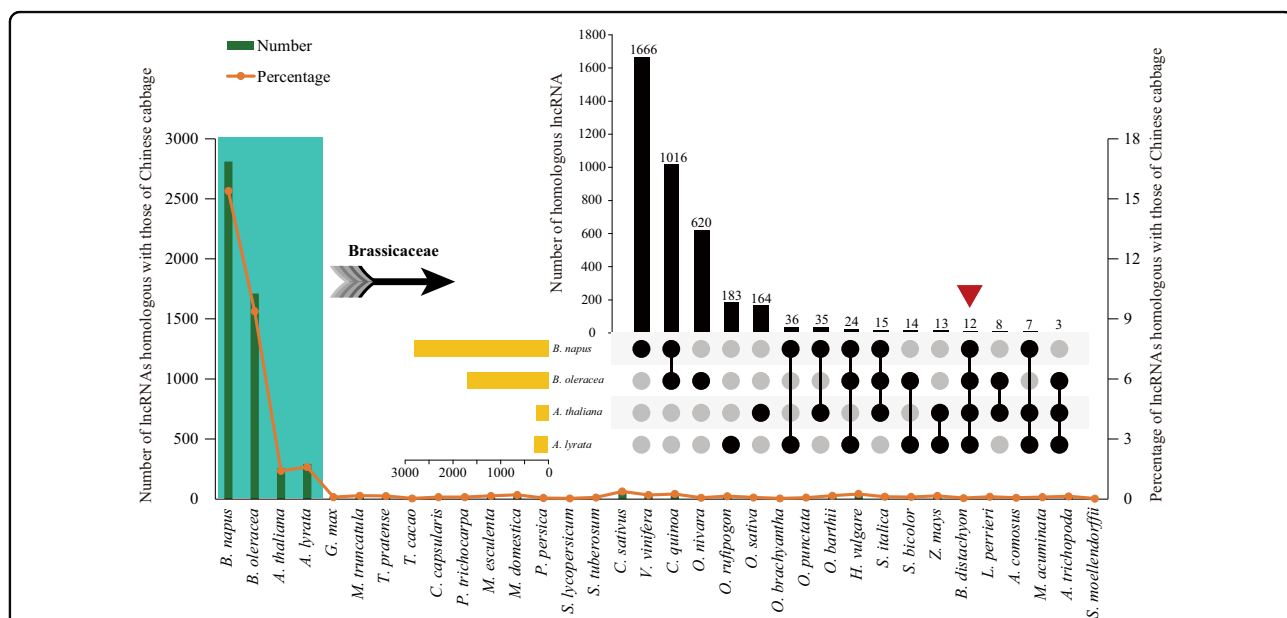 Number
Percentage
Number of lncRNAs homologous with those of Chinese cabbage
3000
2500
2000
1500
1000
500
0
Brassicaceae
Number of homologous lncRNA
1800
1600
1400
1200
1000
800
600
400
200
0
1666
1016
620
183
164
36
35
24
15
14
13
12
8
7
3
B. napus
B. oleracea
A. thaliana
A. lyrata
3000
2000
1000
0
Percentage of lncRNAs homologous with those of Chinese cabbage
18
15
12
9
6
3
0
B. napus
B. oleracea
A. thaliana
A. lyrata
G. max
M. truncatula
T. pratense
T. cacao
C. capsularis
P. trichocarpa
M. esculenta
M. domestica
P. persica
S. lycopersicum
S. tuberosum
C. sativus
V. vinifera
C. quinoa
O. nivara
O. rufipogon
O. sativa
O. brachyantha
O. punctata
O. barthii
H. vulgare
S. italica
S. bicolor
Z. mays
B. distachyon
L. perrieri
A. comosus
M. acuminata
A. trichopoda
S. moellendorffii